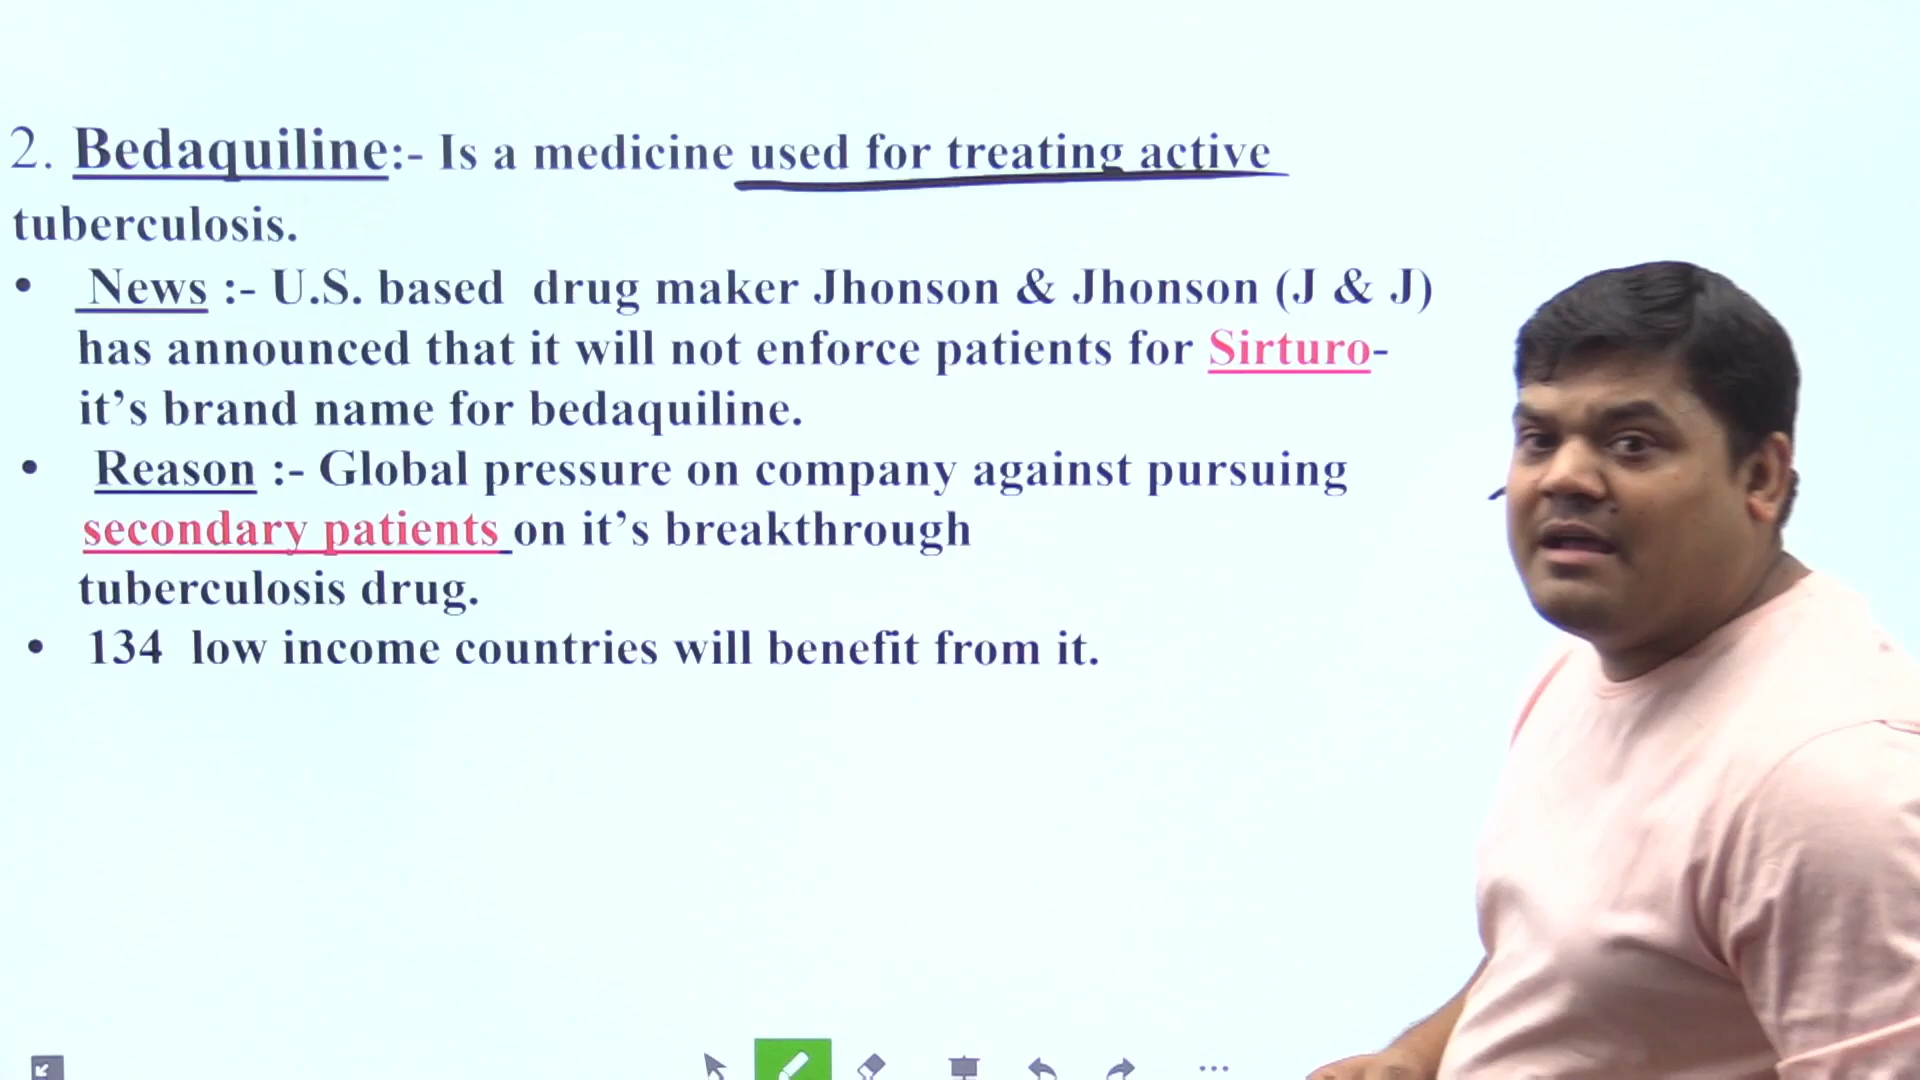 2. Bedaquiline:- Is a medicine used for treating active
tuberculosis.
• News :- U.S. based drug maker Jhonson & Jhonson (J & J)
has announced that it will not enforce patients for Sirturo-
it’s brand name for bedaquiline.
• Reason :- Global pressure on company against pursuing
secondary patients on it’s breakthrough
tuberculosis drug.
• 134 low income countries will benefit from it.